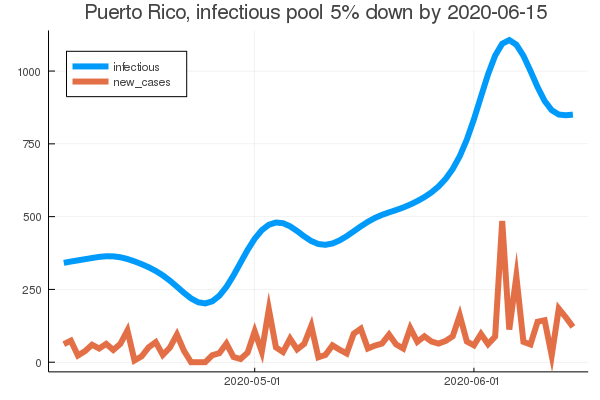 Puerto Rico, infectious pool 5% down by 2020-06-15
infectious
new_cases
1000
750
500
250
0
2020-05-01
2020-06-01